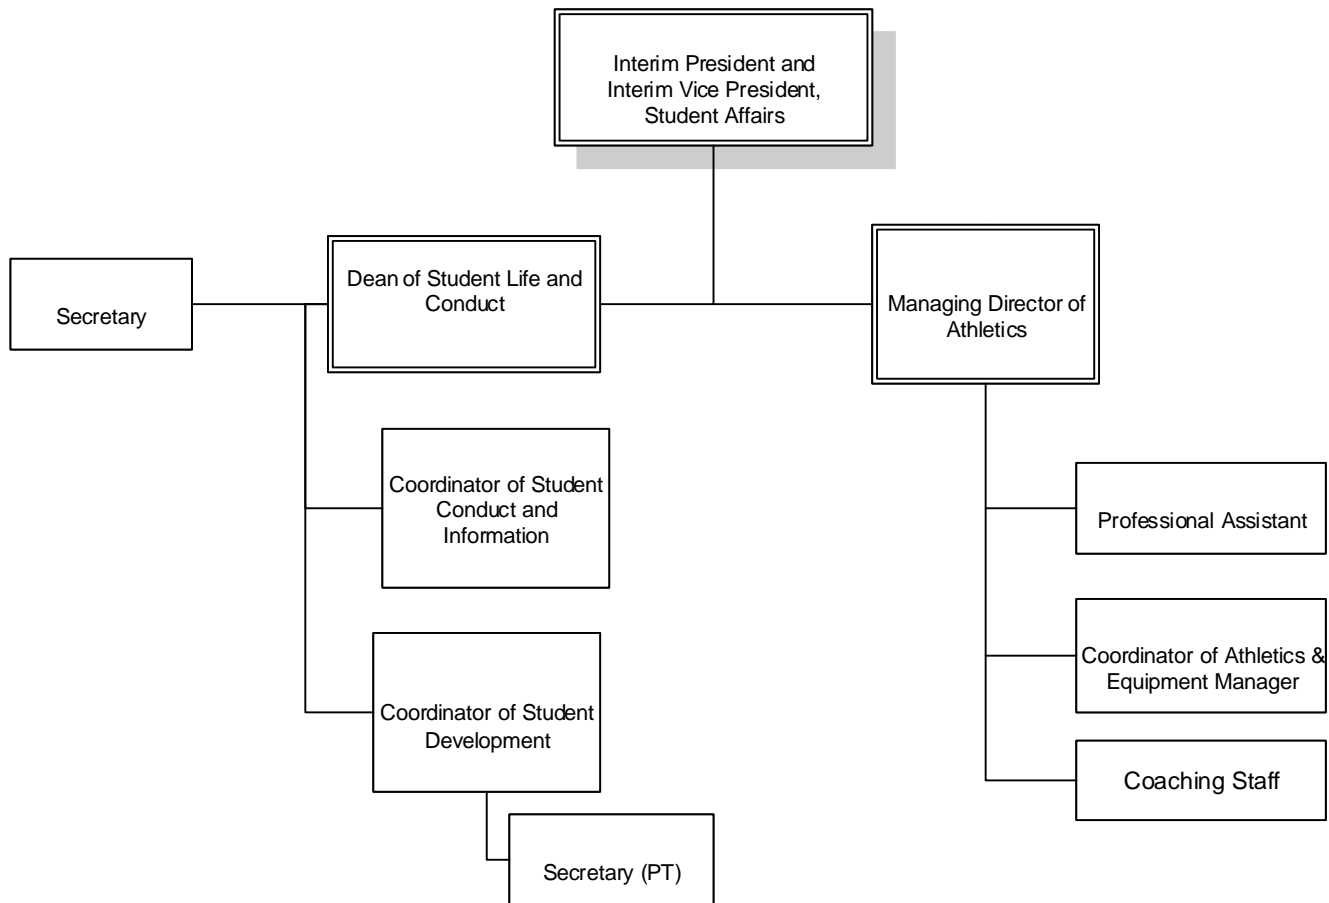 Interim President and
Interim Vice President,
Student Affairs
Secretary
Dean of Student Life and
Conduct
Managing Director of
Athletics
Coordinator of Student
Conduct and
Information
Professional Assistant
Coordinator of Athletics &
Equipment Manager
Coordinator of Student
Development
Coaching Staff
Secretary (PT)